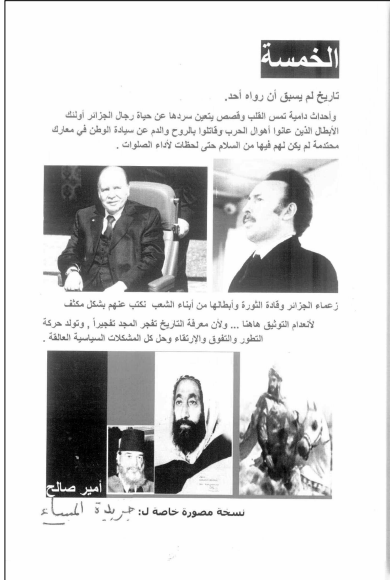 الخمسة
تاريخ لم يسبق أن رواه أحد.
وأحداث دامية تمس القلب وقصص يتعين سردها عن حياة رجال الجزائر أولئك
الأبطال الذين عانوا أهوال الحرب وقاتلوا بالروح والدم عن سيادة الوطن في معارك
محتدمة لم يكن لهم فيها من السلام حتى لحظات لأداء الصلوات .
زعماء الجزائر وقادة الثورة وأبطالها من أبناء الشعب نكتب عنهم بشكل مكثف
لأنعدام التوثيق هاهنا ... ولان معرفة التاريخ تفجر المجد تفجيراً , وتولد حركة
التطور والتفوق والإرتقاء وحل كل المشكلات السياسية العالقة .
أمير صالح
نسخة مصورة خاصة ل: جريدة المساء